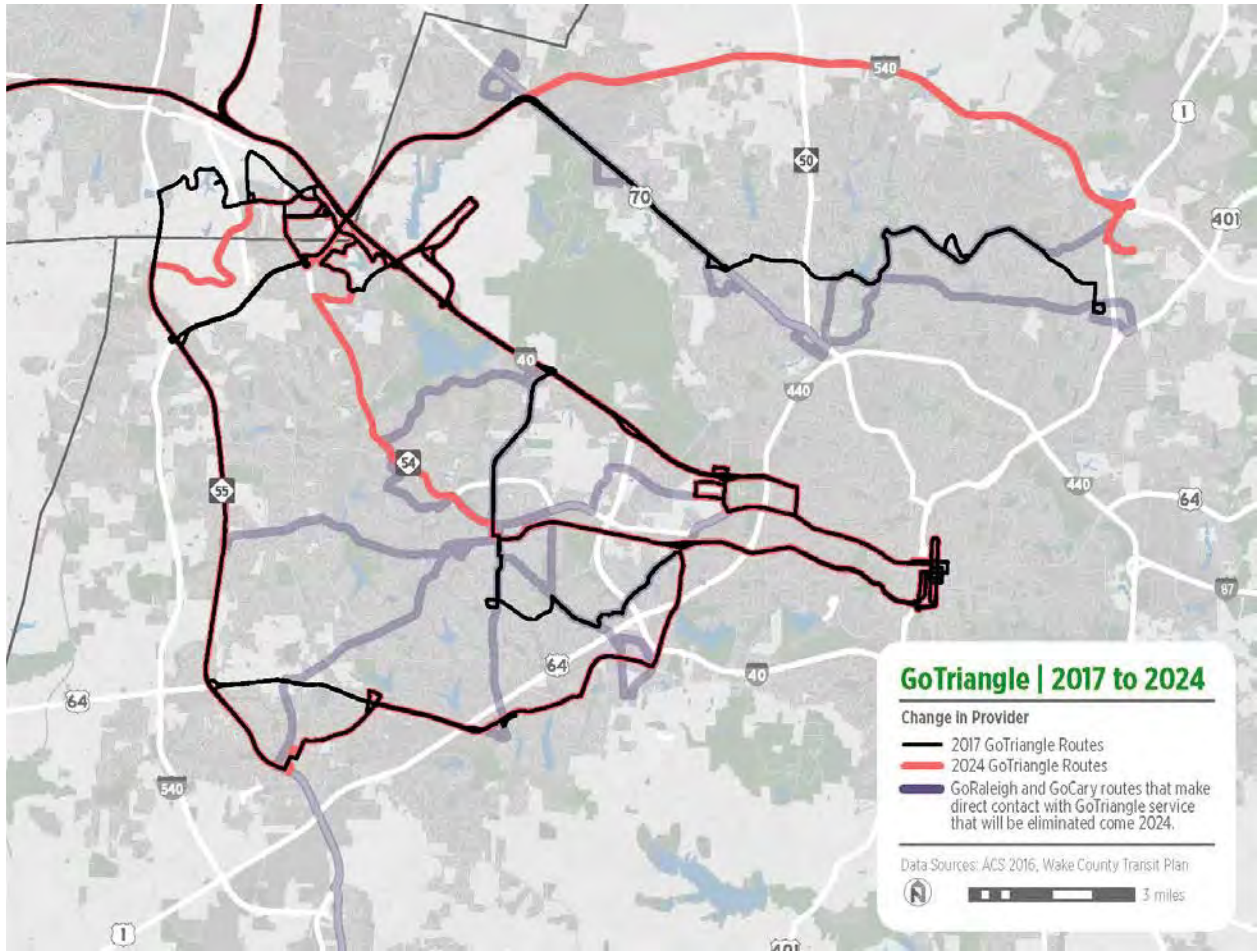 540
1
50
70
401
40
440
54
55
440
64
87
64
40
64
540
1
401
GoTriangle | 2017 to 2024
Change in Provider
2017 GoTriangle Routes
2024 GoTriangle Routes
GoRaleigh and GoCary routes that make
direct contact with GoTriangle service
that will be eliminated come 2024.
Data Sources: ACS 2016, Wake County Transit Plan
N
3 miles